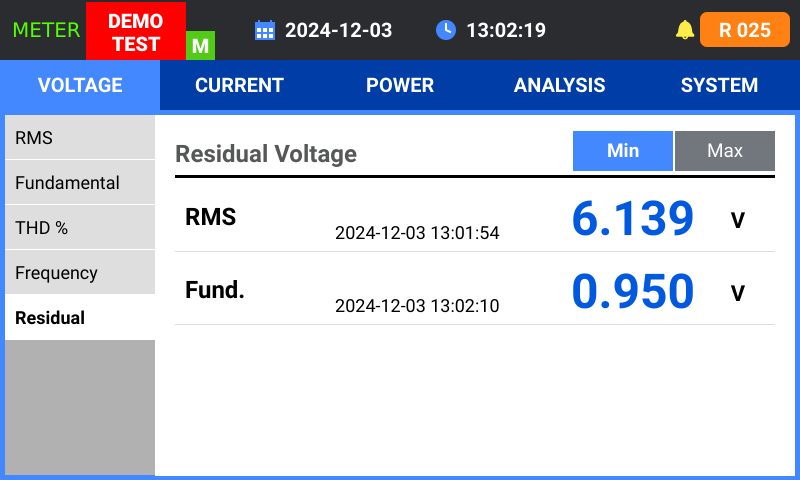 METER
DEMO
TEST
M
2024-12-03
13:02:19
R 025
VOLTAGE
CURRENT
POWER
ANALYSIS
SYSTEM
RMS
Fundamental
THD %
Frequency
Residual
Residual Voltage
Min
Max
RMS
2024-12-03 13:01:54
6.139
V
Fund.
2024-12-03 13:02:10
0.950
V